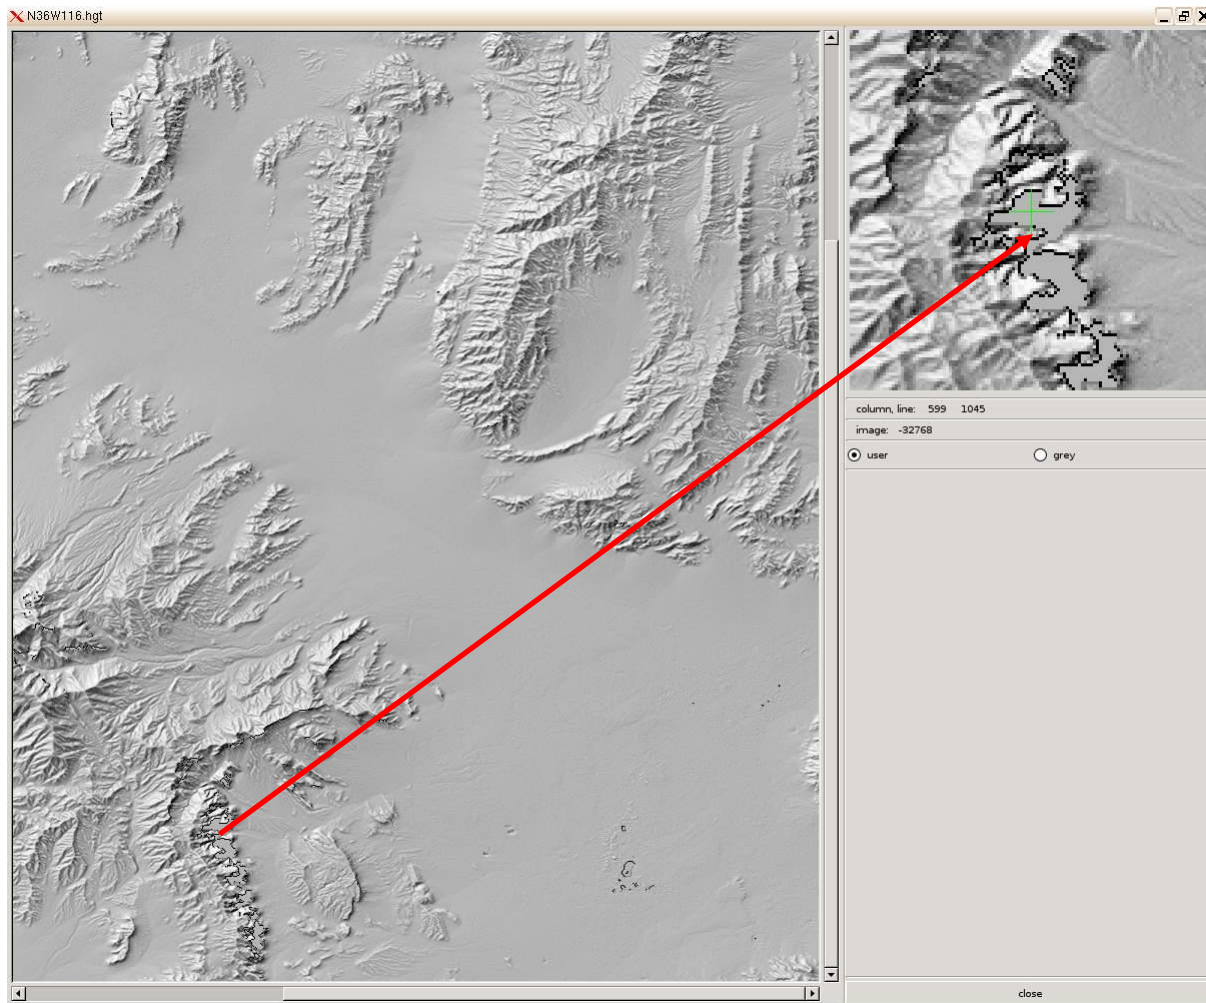 N36W116.hgt
column, line: 599 1045
image: -32768
user grey
close